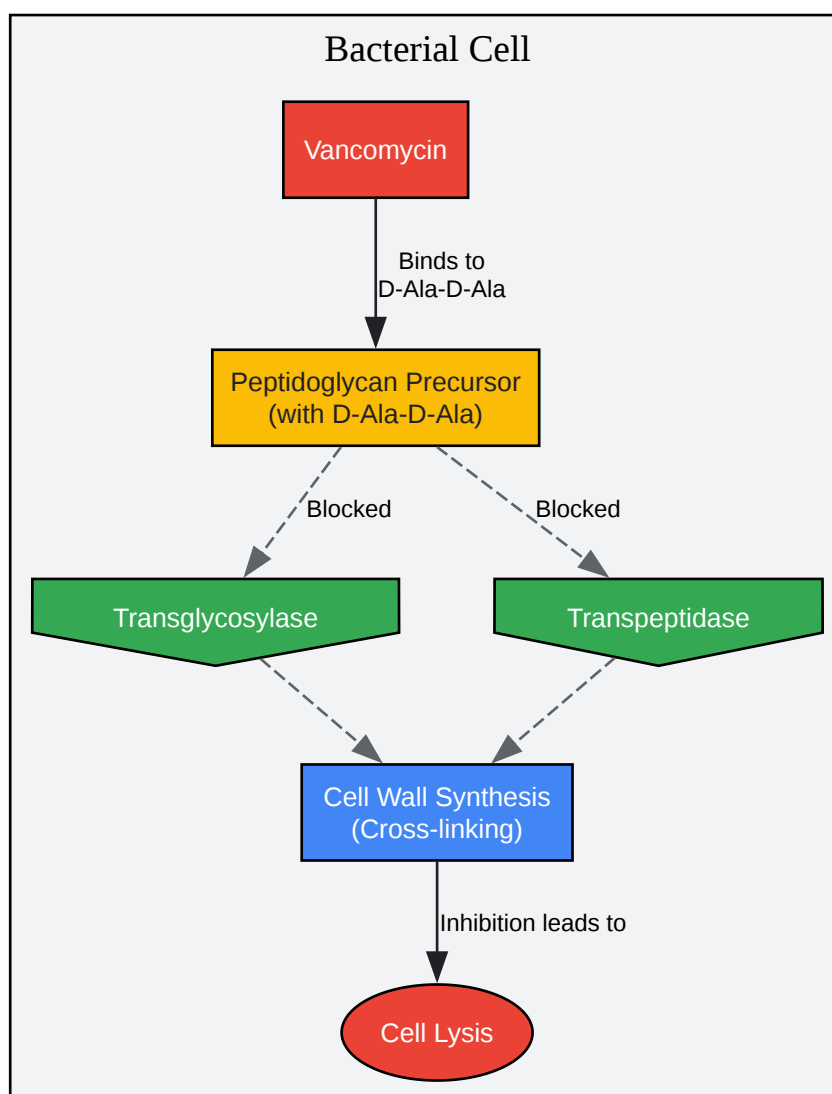 Bacterial Cell
Vancomycin
Binds to
D-Ala-D-Ala
Peptidoglycan Precursor
(with D-Ala-D-Ala)
Blocked
Blocked
Transglycosylase
Transpeptidase
Cell Wall Synthesis
(Cross-linking)
Inhibition leads to
Cell Lysis